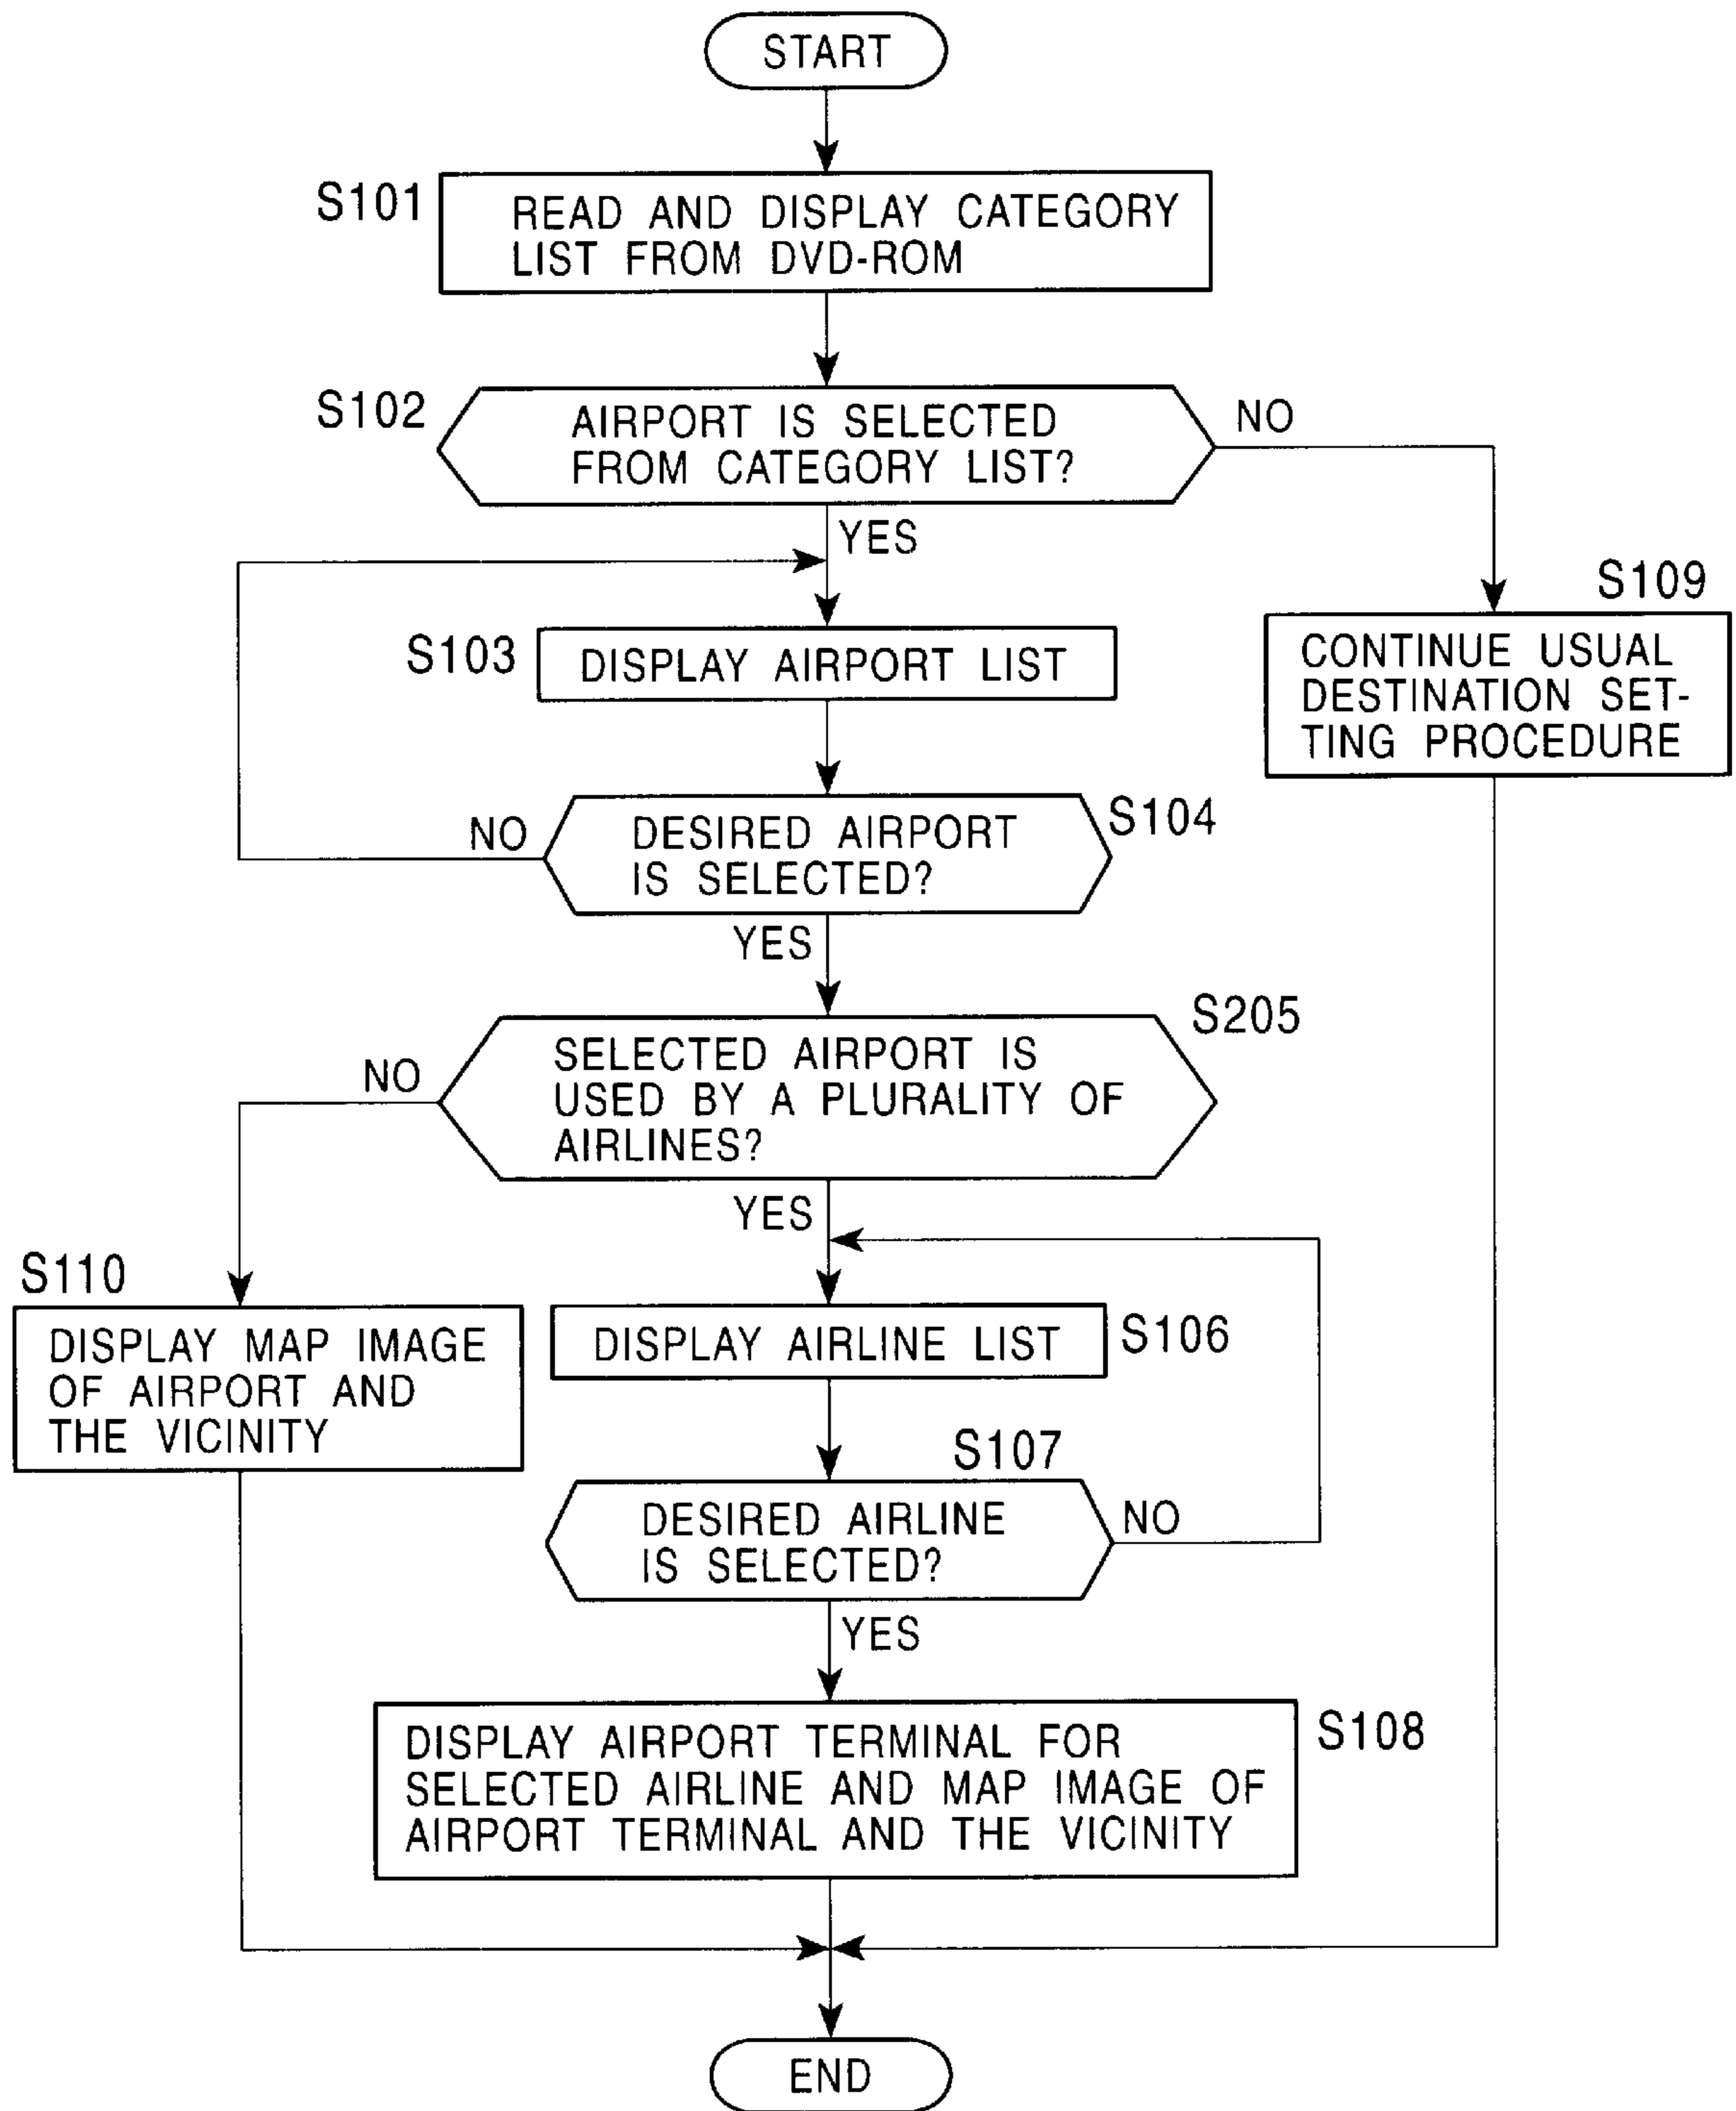 START
S101
READ AND DISPLAY CATEGORY
LIST FROM DVD-ROM
S102
AIRPORT IS SELECTED
FROM CATEGORY LIST?
NO
YES
S109
CONTINUE USUAL
DESTINATION SET-
TING PROCEDURE
S103
DISPLAY AIRPORT LIST
S104
DESIRED AIRPORT
IS SELECTED?
NO
YES
S205
SELECTED AIRPORT IS
USED BY A PLURALITY OF
AIRLINES?
NO
YES
S110
DISPLAY MAP IMAGE
OF AIRPORT AND
THE VICINITY
DISPLAY AIRLINE LIST
S106
S107
DESIRED AIRLINE
IS SELECTED?
NO
YES
DISPLAY AIRPORT TERMINAL FOR
SELECTED AIRLINE AND MAP IMAGE OF
AIRPORT TERMINAL AND THE VICINITY
S108
END